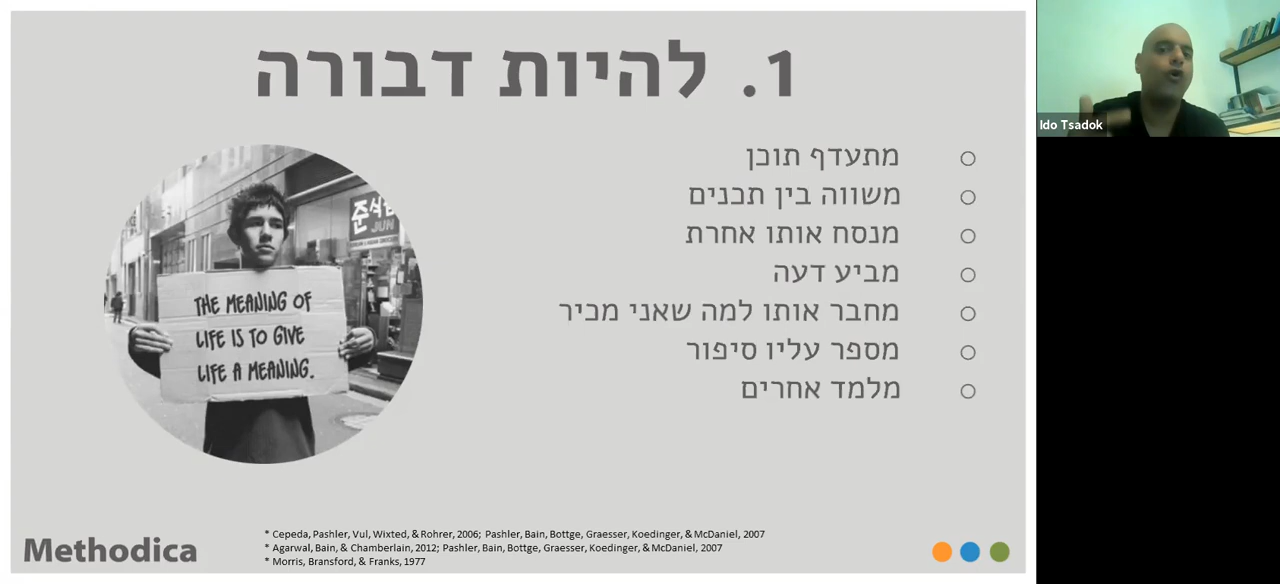 1. להיות דבורה
מתעדף תוכן
משווה בין תכנים
מנסח אותו אחרת
מביע דעה
מחבר אותו למה שאני מכיר
מספר עליו סיפור
מלמד אחרים
THE MEANING OF
LIFE IS TO GIVE
LIFE A MEANING.
JUN
* Cepeda, Pashler, Vul, Wixted, & Rohrer, 2006; Pashler, Bain, Bottge, Graesser, Koedinger, & McDaniel, 2007
* Agarwal, Bain, & Chamberlain, 2012; Pashler, Bain, Bottge, Graesser, Koedinger, & McDaniel, 2007
* Morris, Bransford, & Franks, 1977
Methodica
Ido Tsadok